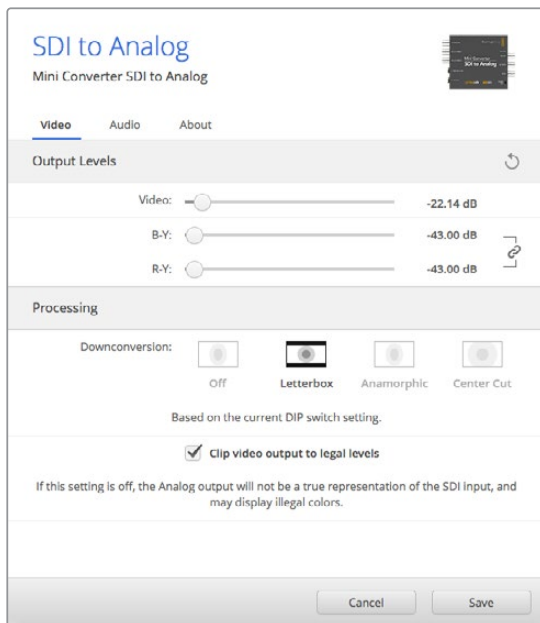 SDI to Analog
Mini Converter SDI to Analog
Video Audio About
Output Levels
Video: -22.14 dB
B-Y: -43.00 dB
R-Y: -43.00 dB
Processing
Downconversion:
Off Letterbox Anamorphic Center Cut
Based on the current DIP switch setting.
Clip video output to legal levels
If this setting is off, the Analog output will not be a true representation of the SDI input, and
may display illegal colors.
Cancel Save